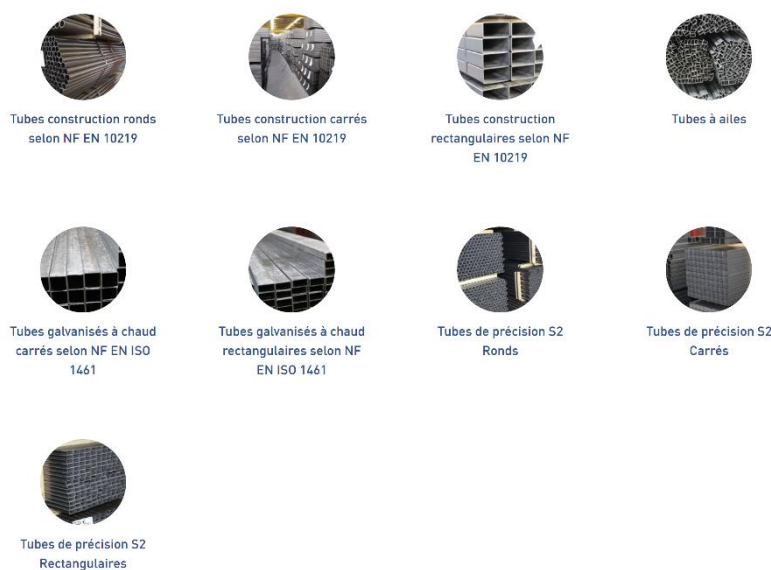 Tubes construction ronds
selon NF EN 10219
Tubes construction carrés
selon NF EN 10219
Tubes construction
rectangulaires selon NF
EN 10219
Tubes à ailes
Tubes galvanisés à chaud
carrés selon NF EN ISO
1461
Tubes galvanisés à chaud
rectangulaires selon NF
EN ISO 1461
Tubes de précision S2
Ronds
Tubes de précision S2
Carrés
Tubes de précision S2
Rectangulaires